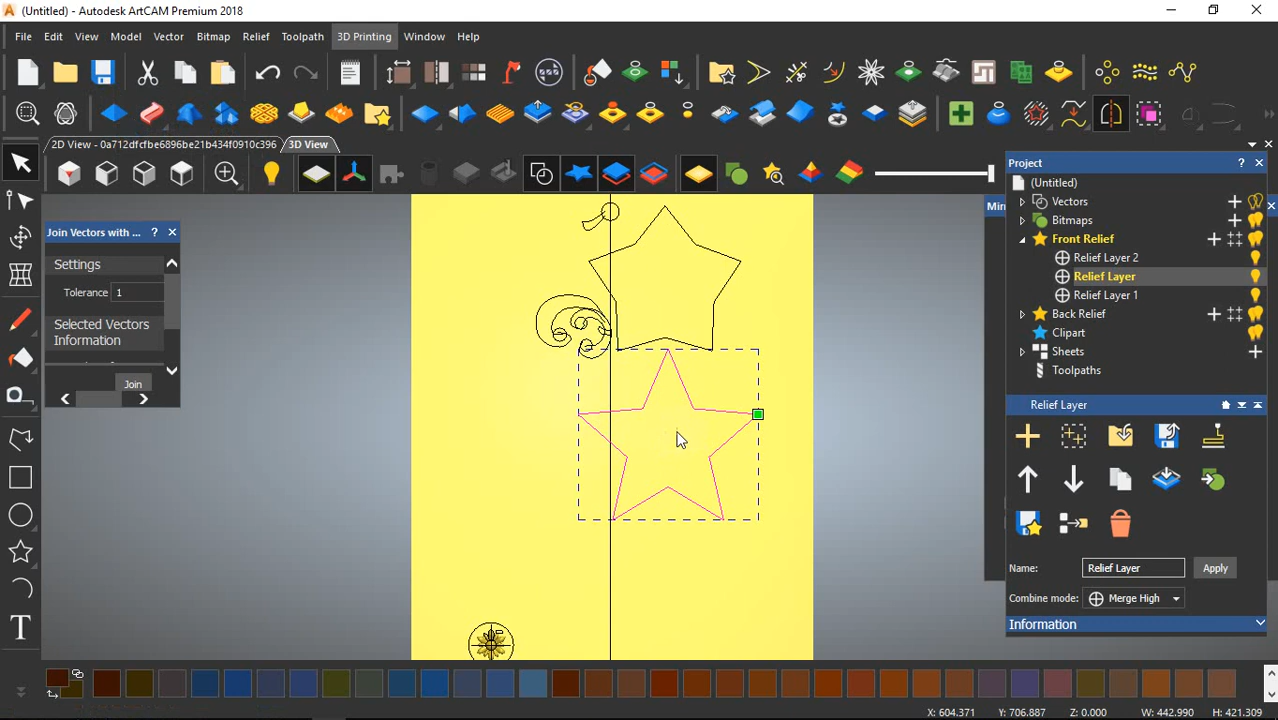 (Untitled) - Autodesk ArtCAM Premium 2018
File Edit View Model Vector Bitmap Relief Toolpath 3D Printing Window Help
2D View - 0a712dfcfbe6896be21b434f0910c396 3D View
Join Vectors with ... ?
Settings
Tolerance 1
Selected Vectors
Information
Join
Mir
Project ?
(Untitled)
Vectors
Bitmaps
Front Relief
Relief Layer 2
Relief Layer
Relief Layer 1
Back Relief
Clipart
Sheets
Toolpaths
Relief Layer
Name: Relief Layer Apply
Combine mode: Merge High
Information
X: 604.371 Y: 706.887 Z: 0.000 W: 442.990 H: 421.309